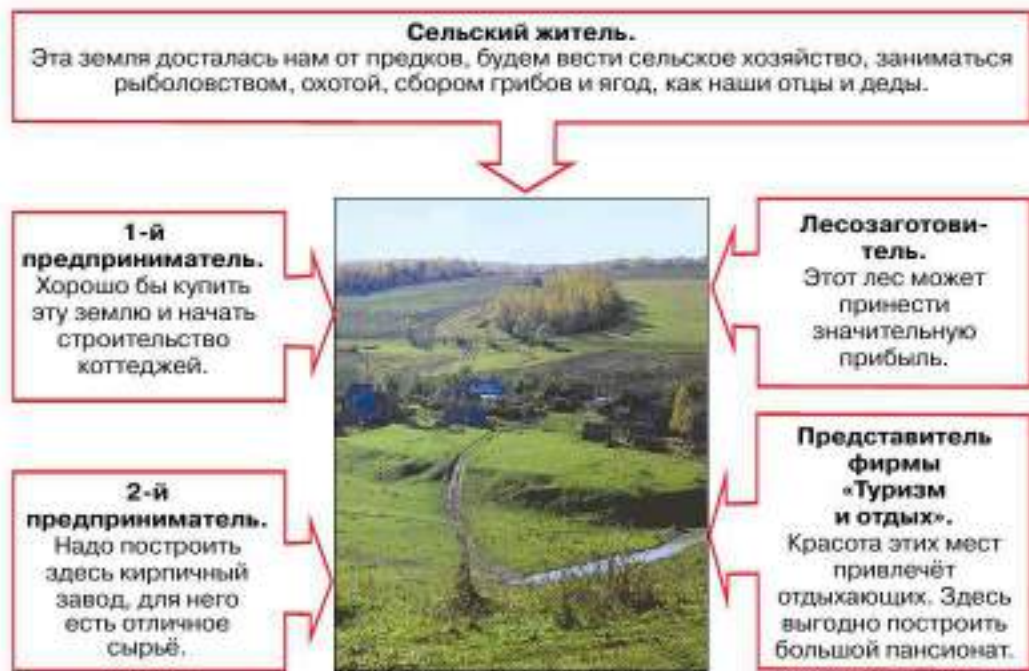 Сельский житель.
Эта земля досталась нам от предков, будем вести сельское хозяйство, заниматься
рыболовством, охотой, сбором грибов и ягод, как наши отцы и деды.
1-й
предприниматель.
Хорошо бы купить
эту землю и начать
строительство
коттеджей.
Лесозаготови-
тель.
Этот лес может
принести
значительную
прибыль.
2-й
предприниматель.
Надо построить
здесь кирпичный
завод, для него
есть отличное
сырьё.
Представитель
фирмы
«Туризм
и отдых».
Красота этих мест
привлечёт
отдыхающих. Здесь
выгодно построить
большой пансионат.